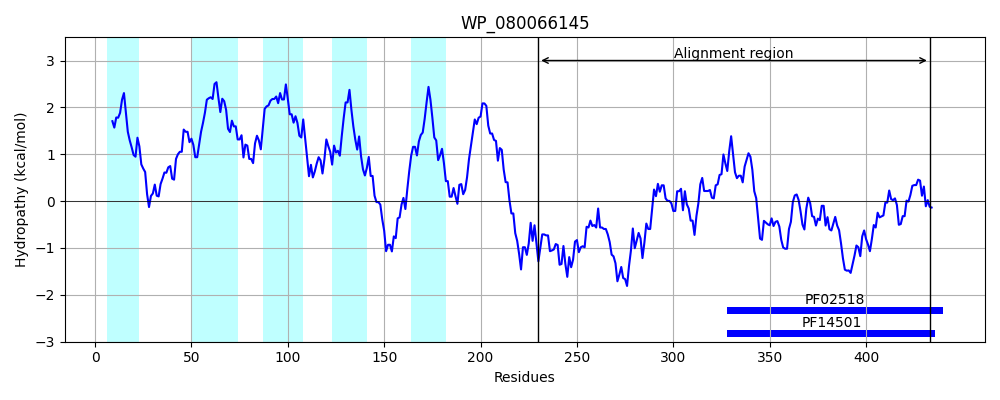 WP_080066145
Alignment region
Hydropathy (kcal/mol)
3
2
1
0
−1
−2
−3
PF02518
PF14501
0 50 100 150 200 250 300 350 400
Residues